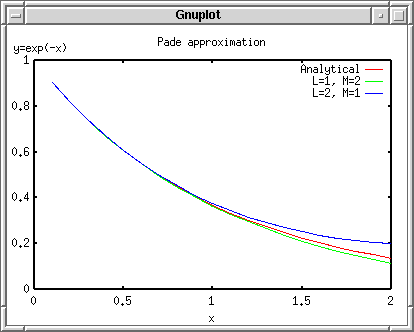 Gnuplot
Pade approximation
y=exp(-x)
Analytical
L=1, M=2
L=2, M=1
1
0.8
0.6
0.4
0.2
0
0 0.5 1 1.5 2
x